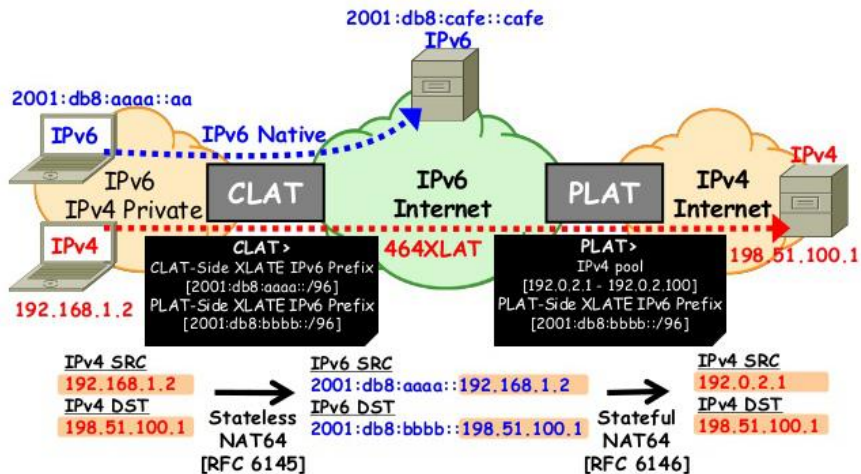 2001:db8:cafe::cafe
IPv6
2001:db8:aaaa::aa
IPv6
IPv6 Native
IPv6
IPv4 Private
CLAT
IPv6
Internet
PLAT
IPv4
Internet
IPv4
IPv4
464XLAT
198.51.100.1
192.168.1.2
CLAT>
CLAT-Side XLATE IPv6 Prefix
[2001:db8:aaaa::/96]
PLAT-Side XLATE IPv6 Prefix
[2001:db8:bbbb::/96]
PLAT>
IPv4 pool
[192.0.2.1 - 192.0.2.100]
PLAT-Side XLATE IPv6 Prefix
[2001:db8:bbbb::/96]
IPv4 SRC
192.168.1.2
IPv4 DST
198.51.100.1
Stateless
NAT64
[RFC 6145]
IPv6 SRC
2001:db8:aaaa::192.168.1.2
IPv6 DST
2001:db8:bbbb::198.51.100.1
Stateful
NAT64
[RFC 6146]
IPv4 SRC
192.0.2.1
IPv4 DST
198.51.100.1